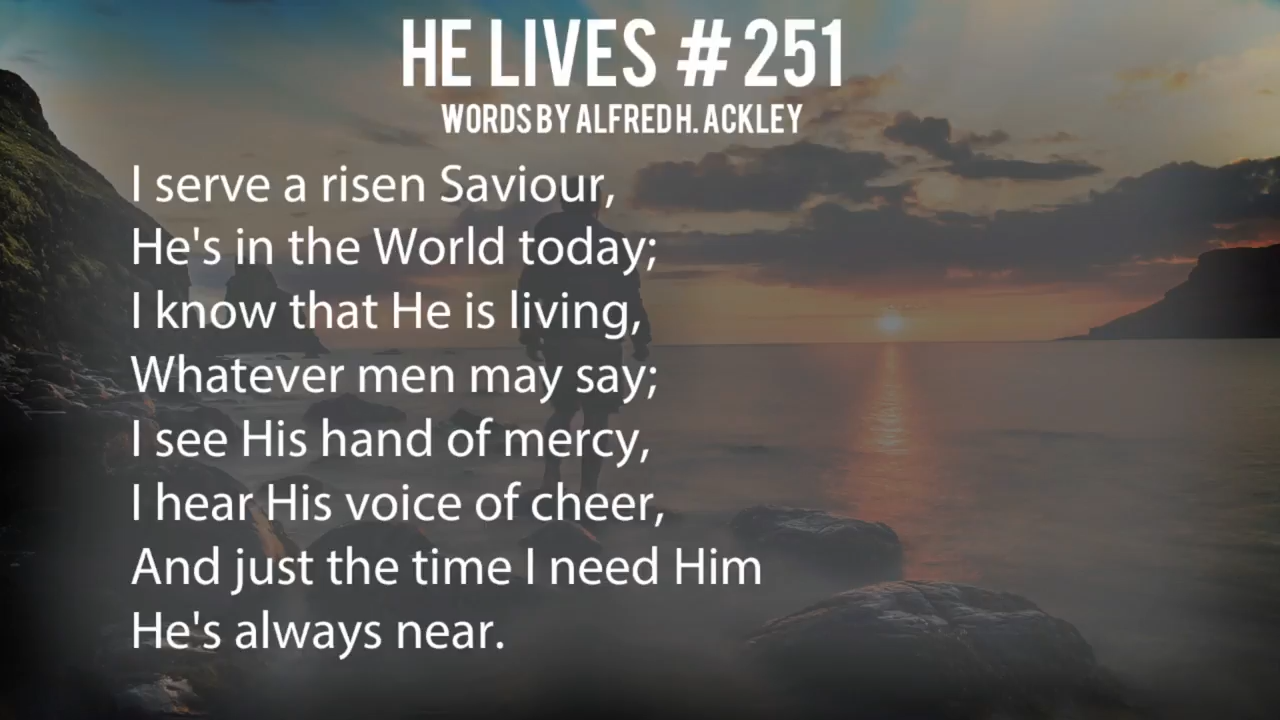 HE LIVES # 251
WORDS BY ALFRED H. ACKLEY
I serve a risen Saviour,
He's in the World today;
I know that He is living,
Whatever men may say;
I see His hand of mercy,
I hear His voice of cheer,
And just the time I need Him
He's always near.